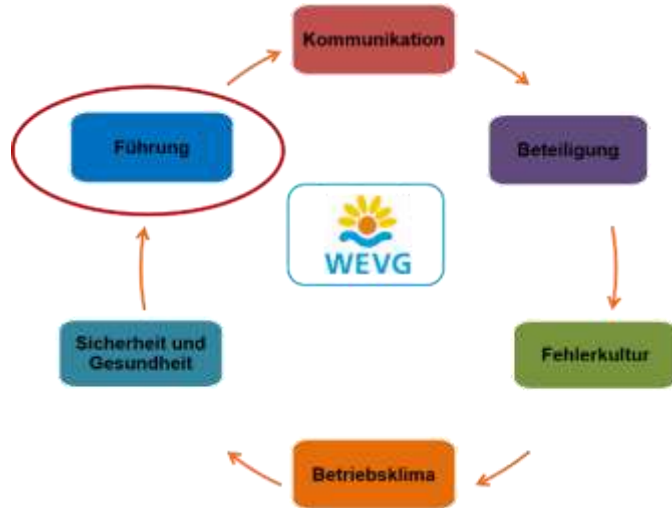 Kommunikation
Führung
Beteiligung
WEVG
Sicherheit und
Gesundheit
Fehlerkultur
Betriebsklima